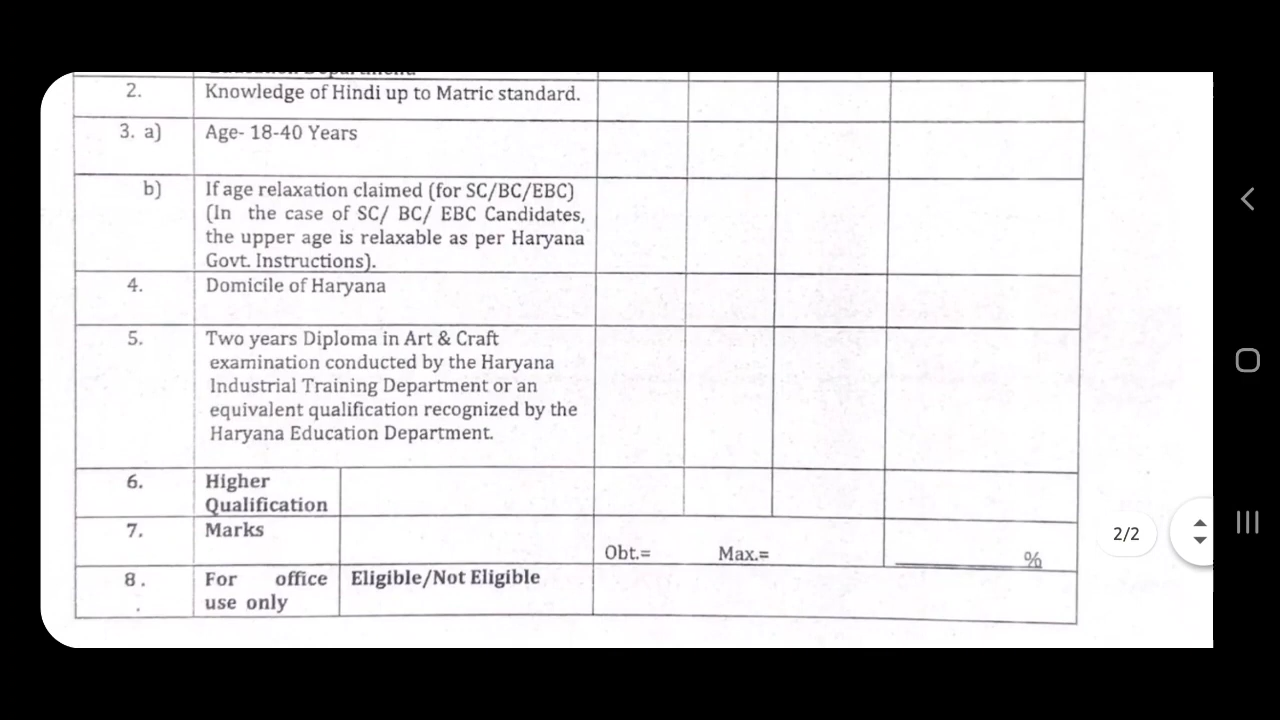 Education Department.
2. Knowledge of Hindi up to Matric standard.
3. a) Age- 18-40 Years
b) If age relaxation claimed (for SC/BC/EBC)
(In the case of SC/ BC/ EBC Candidates,
the upper age is relaxable as per Haryana
Govt. Instructions).
4. Domicile of Haryana
5. Two years Diploma in Art & Craft
examination conducted by the Haryana
Industrial Training Department or an
equivalent qualification recognized by the
Haryana Education Department.
6. Higher
Qualification
7. Marks
Obt.= Max.= %
2/2
8. For office Eligible/Not Eligible
use only